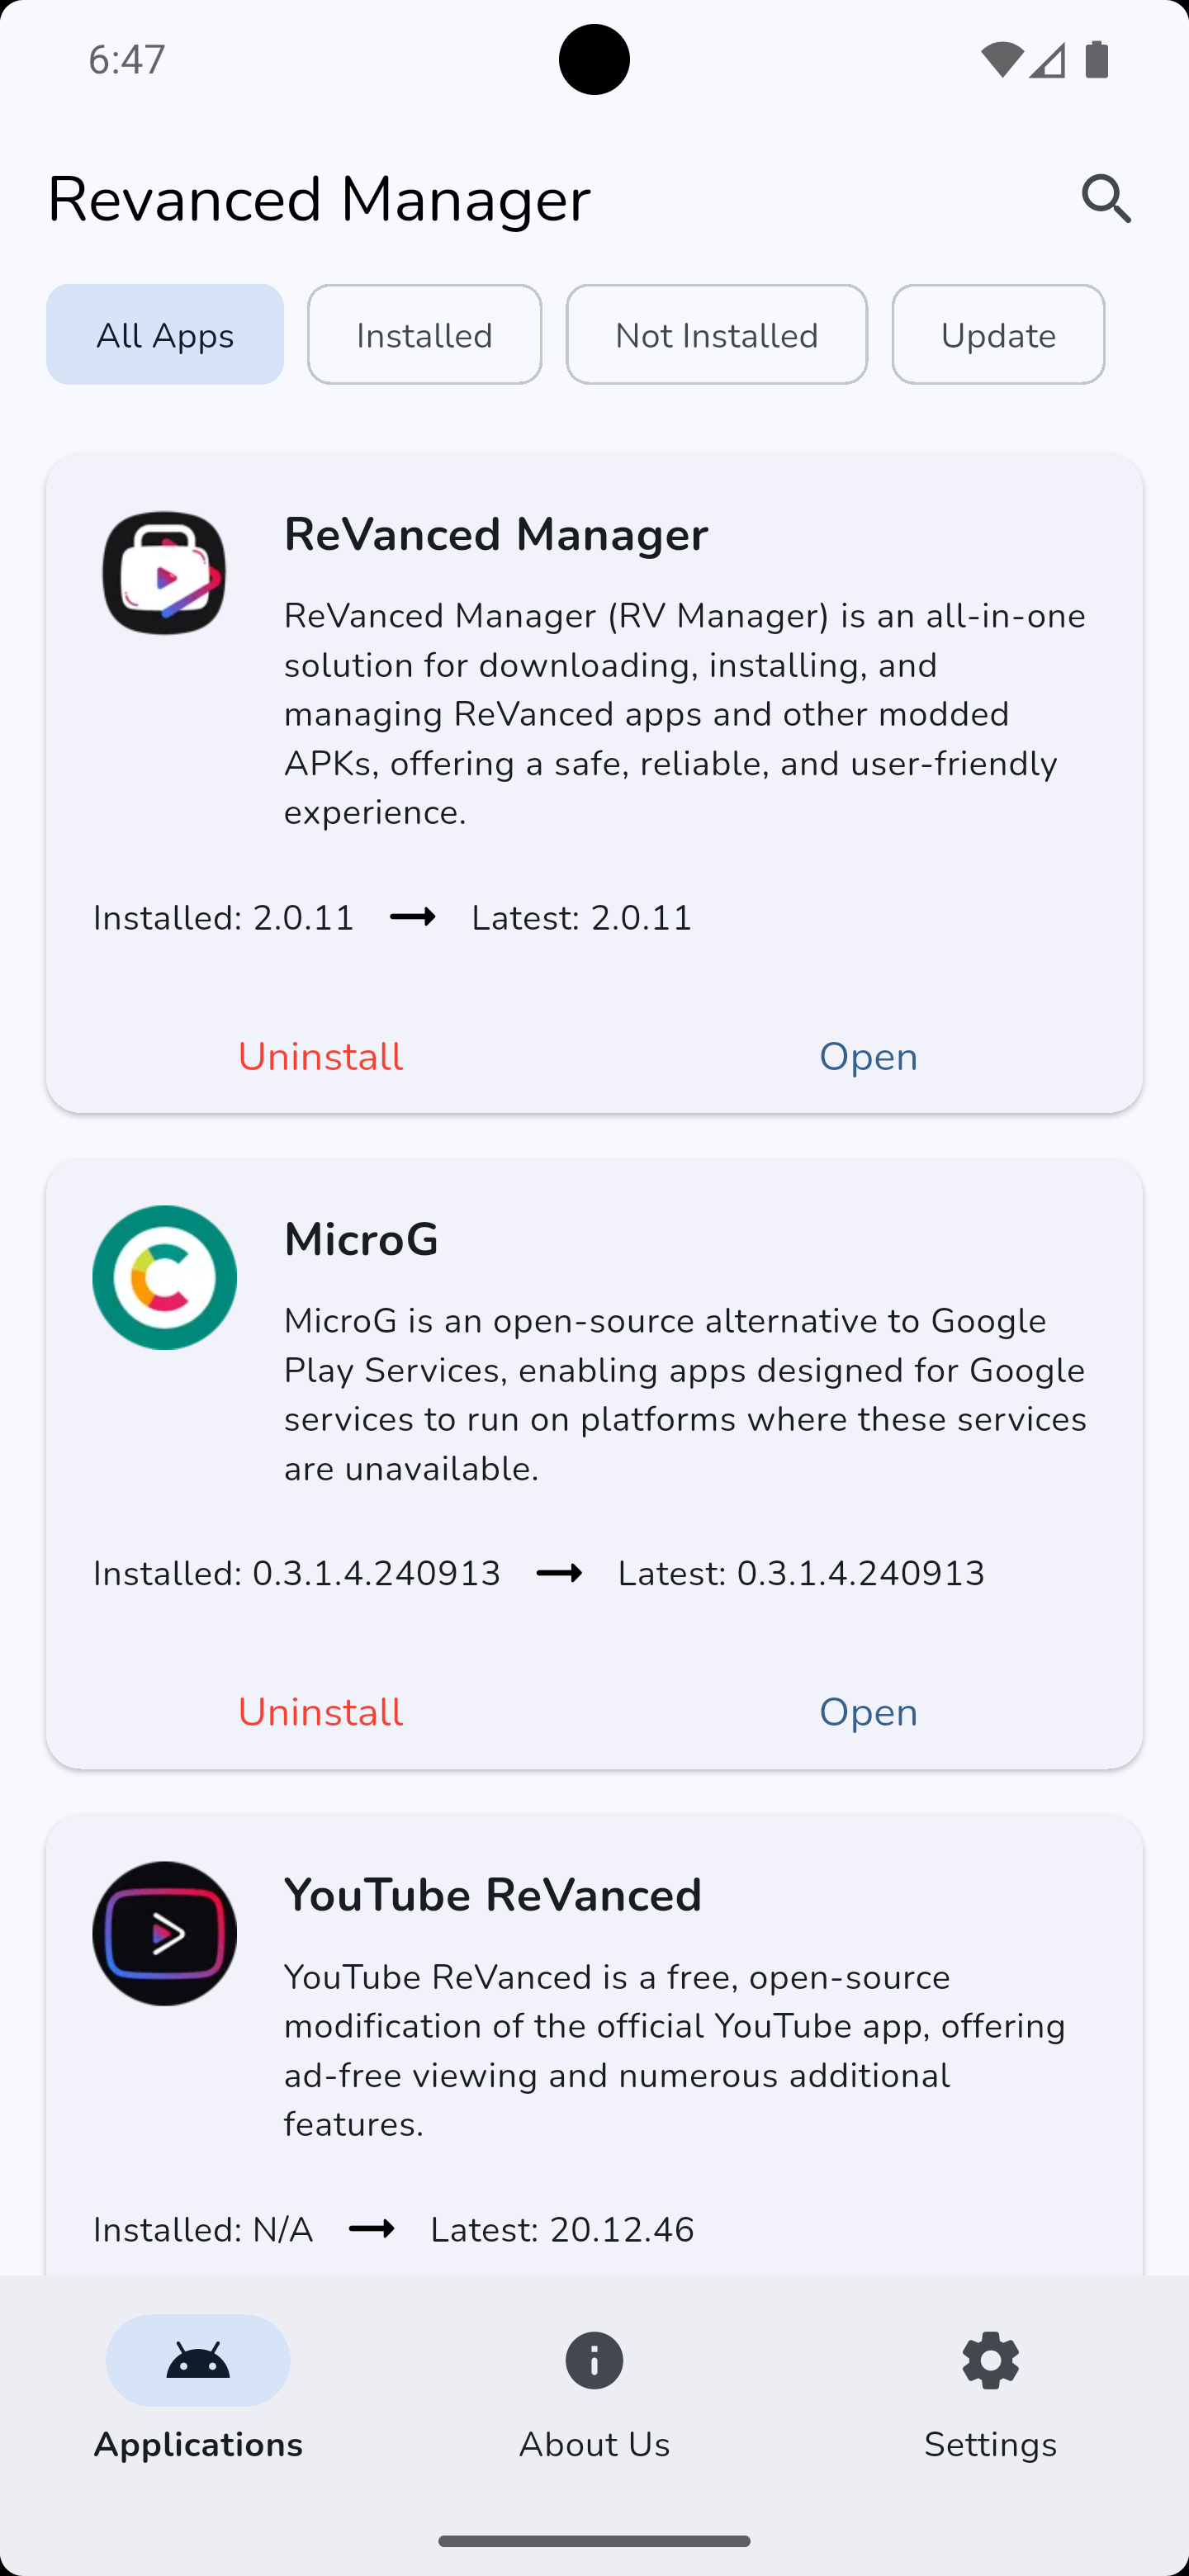 6:47
Revanced Manager
All Apps
Installed
Not Installed
Update
ReVanced Manager
ReVanced Manager (RV Manager) is an all-in-one
solution for downloading, installing, and
managing ReVanced apps and other modded
APKs, offering a safe, reliable, and user-friendly
experience.
Installed: 2.0.11 → Latest: 2.0.11
Uninstall
Open
MicroG
MicroG is an open-source alternative to Google
Play Services, enabling apps designed for Google
services to run on platforms where these services
are unavailable.
Installed: 0.3.1.4.240913 → Latest: 0.3.1.4.240913
Uninstall
Open
YouTube ReVanced
YouTube ReVanced is a free, open-source
modification of the official YouTube app, offering
ad-free viewing and numerous additional
features.
Installed: N/A → Latest: 20.12.46
Applications
About Us
Settings